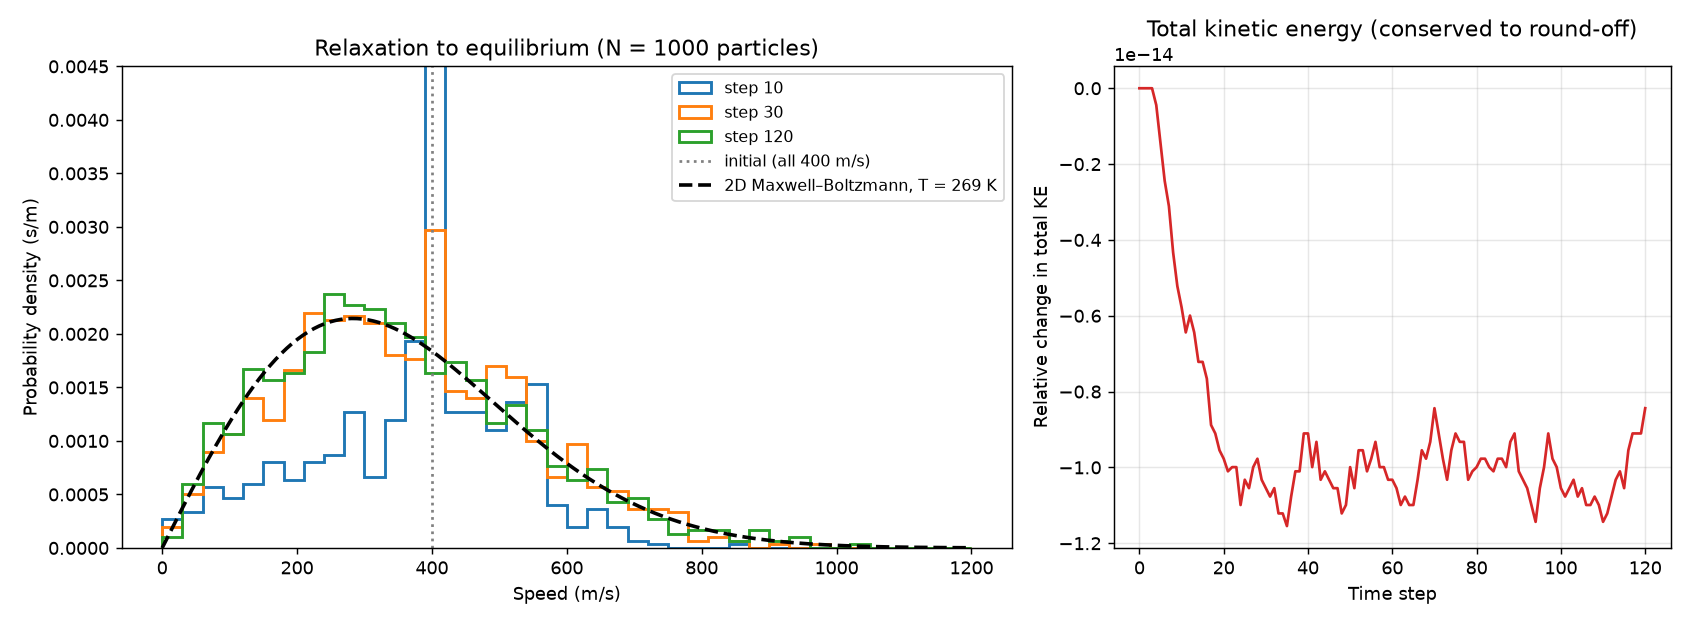 Relaxation to equilibrium (N = 1000 particles)
Probability density (s/m)
0.0045
0.0040
0.0035
0.0030
0.0025
0.0020
0.0015
0.0010
0.0005
0.0000
step 10
step 30
step 120
initial (all 400 m/s)
2D Maxwell–Boltzmann, T = 269 K
0 200 400 600 800 1000 1200
Speed (m/s)
Total kinetic energy (conserved to round-off)
1e−14
Relative change in total KE
0.0
−0.2
−0.4
−0.6
−0.8
−1.0
−1.2
0 20 40 60 80 100 120
Time step